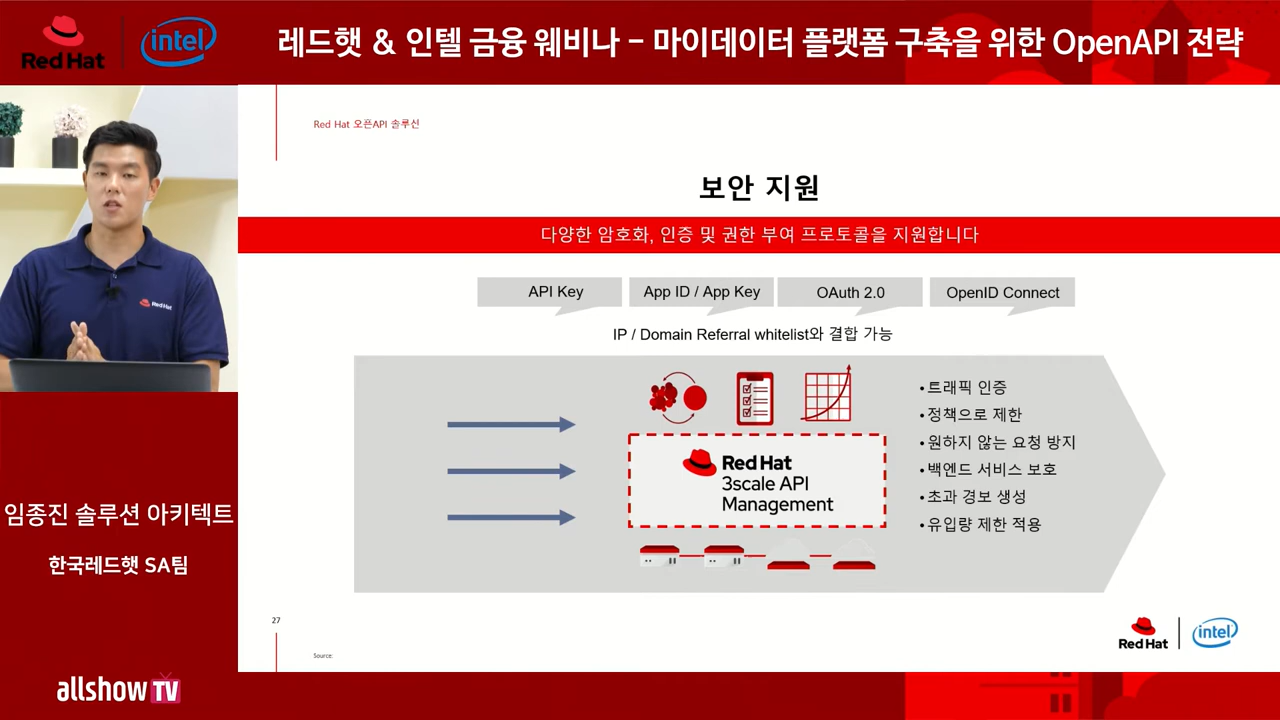 Red Hat
intel
레드햇 & 인텔 금융 웨비나 – 마이데이터 플랫폼 구축을 위한 OpenAPI 전략
Red Hat 오픈API 솔루션
보안 지원
다양한 암호화, 인증 및 권한 부여 프로토콜을 지원합니다
API Key
App ID / App Key
OAuth 2.0
OpenID Connect
IP / Domain Referral whitelist와 결합 가능
Red Hat
3scale API
Management
•트래픽 인증
•정책으로 제한
•원하지 않는 요청 방지
•백엔드 서비스 보호
•초과 경보 생성
•유입량 제한 적용
Red Hat
임종진 솔루션 아키텍트
한국레드햇 SA팀
27
Source:
Red Hat
intel
allshow TV